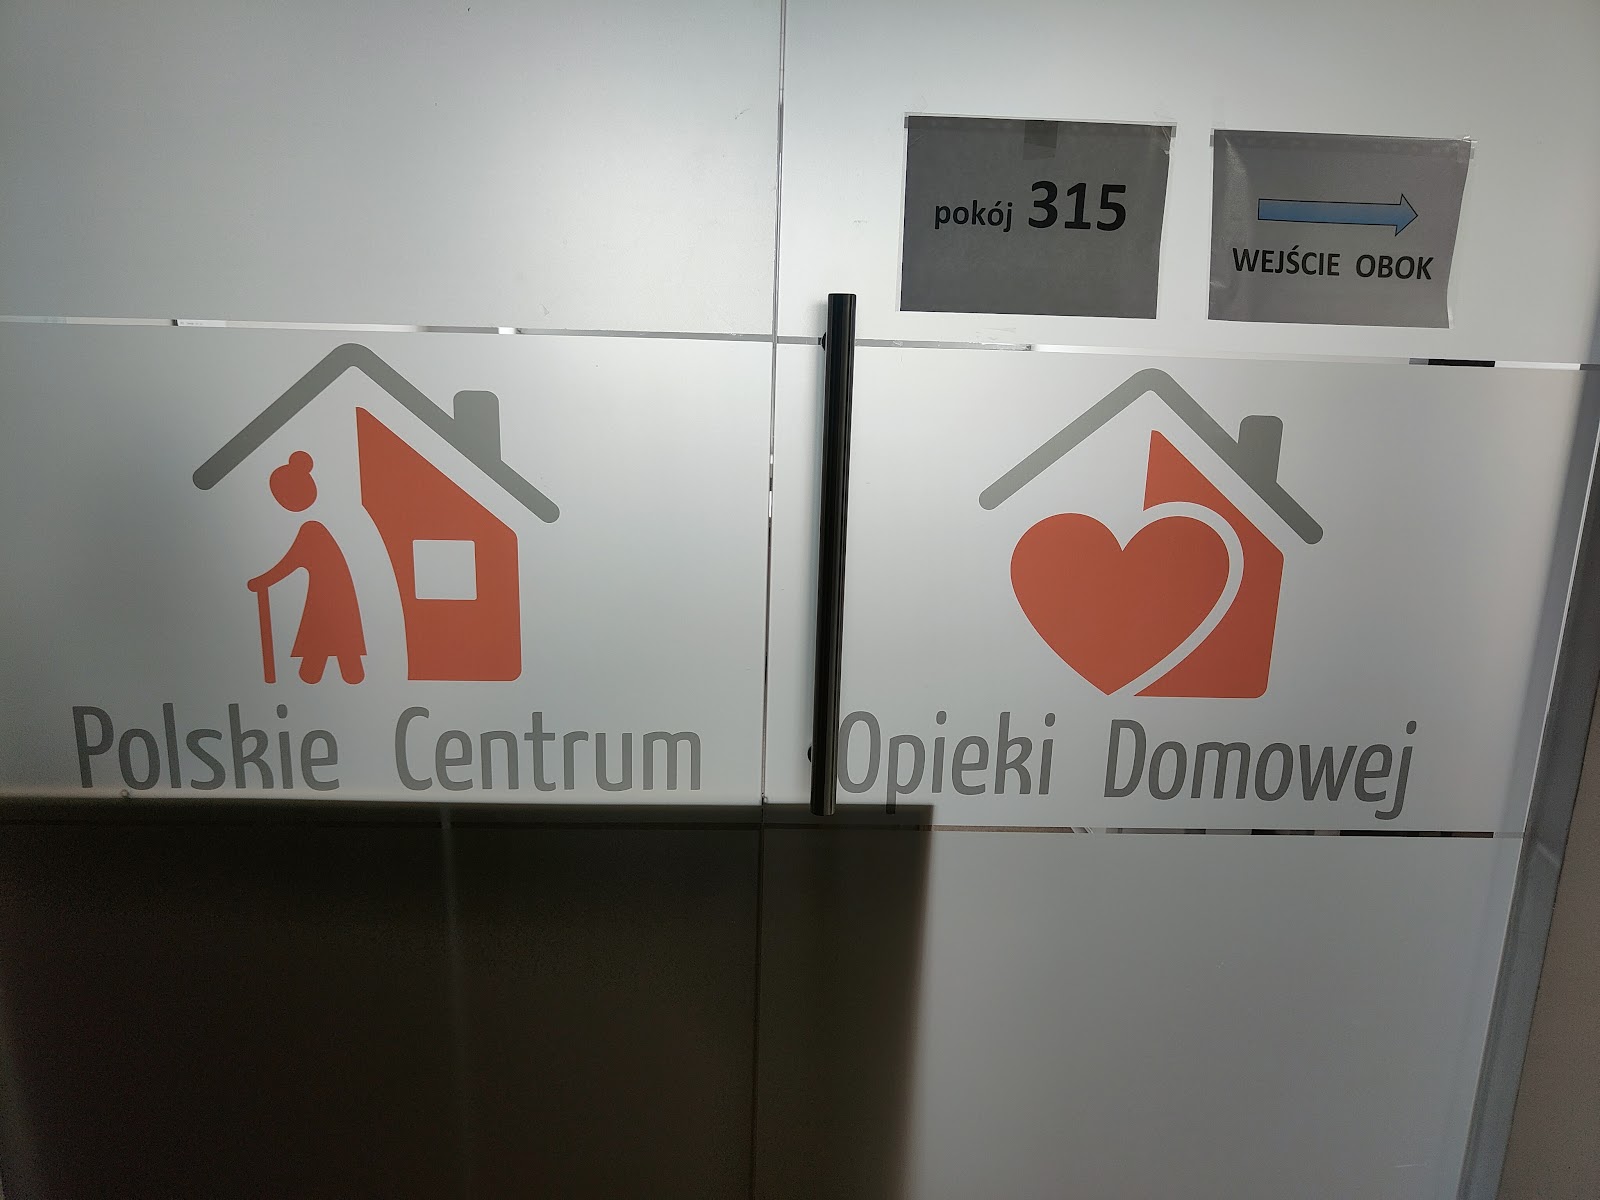 pokój 315
WEJŚCIE OBOK
Polskie Centrum Opieki Domowej